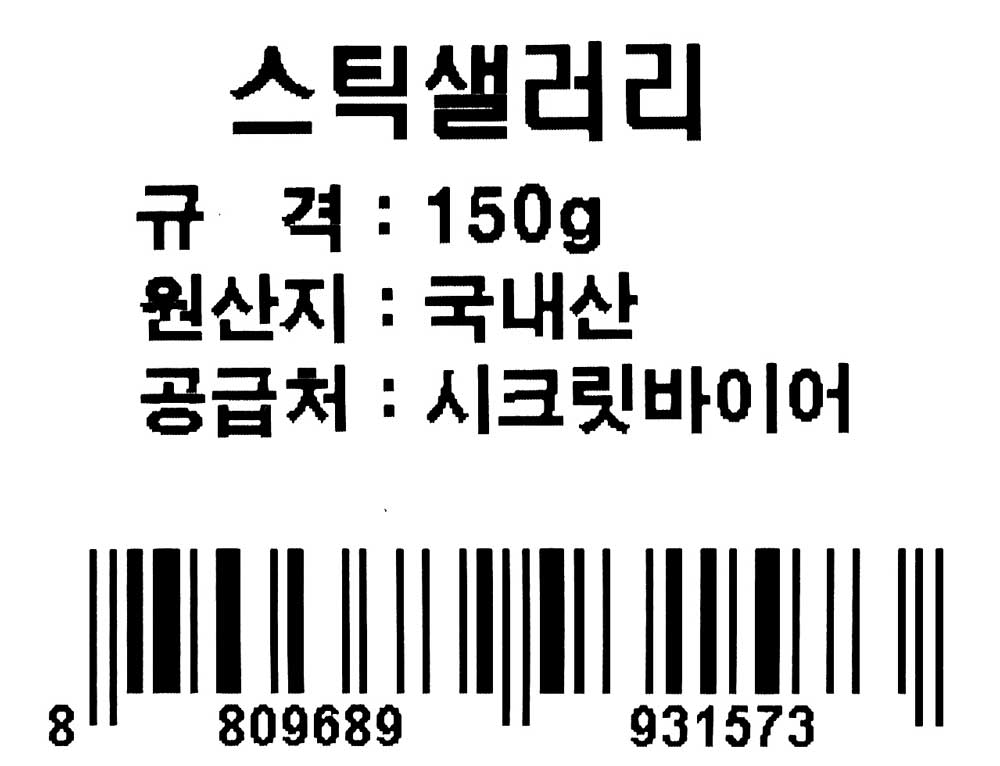 스틱샐러리
규 격 : 150g
원산지 : 국내산
공급처 : 시크릿바이어
8 809689 931573